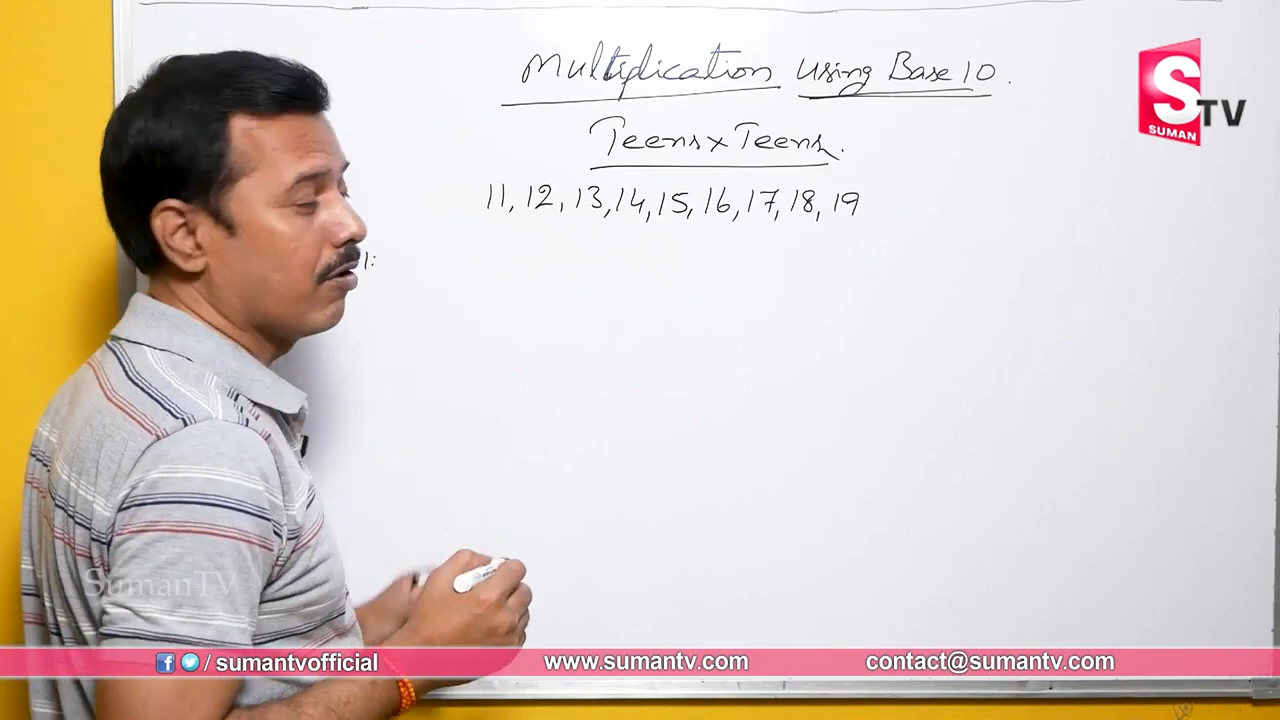 Multiplication using Base 10.
Teens x Teens.
11, 12, 13, 14, 15, 16, 17, 18, 19
1:
S TV
SUMAN
SumanTV
/ sumantvofficial
www.sumantv.com
contact@sumantv.com